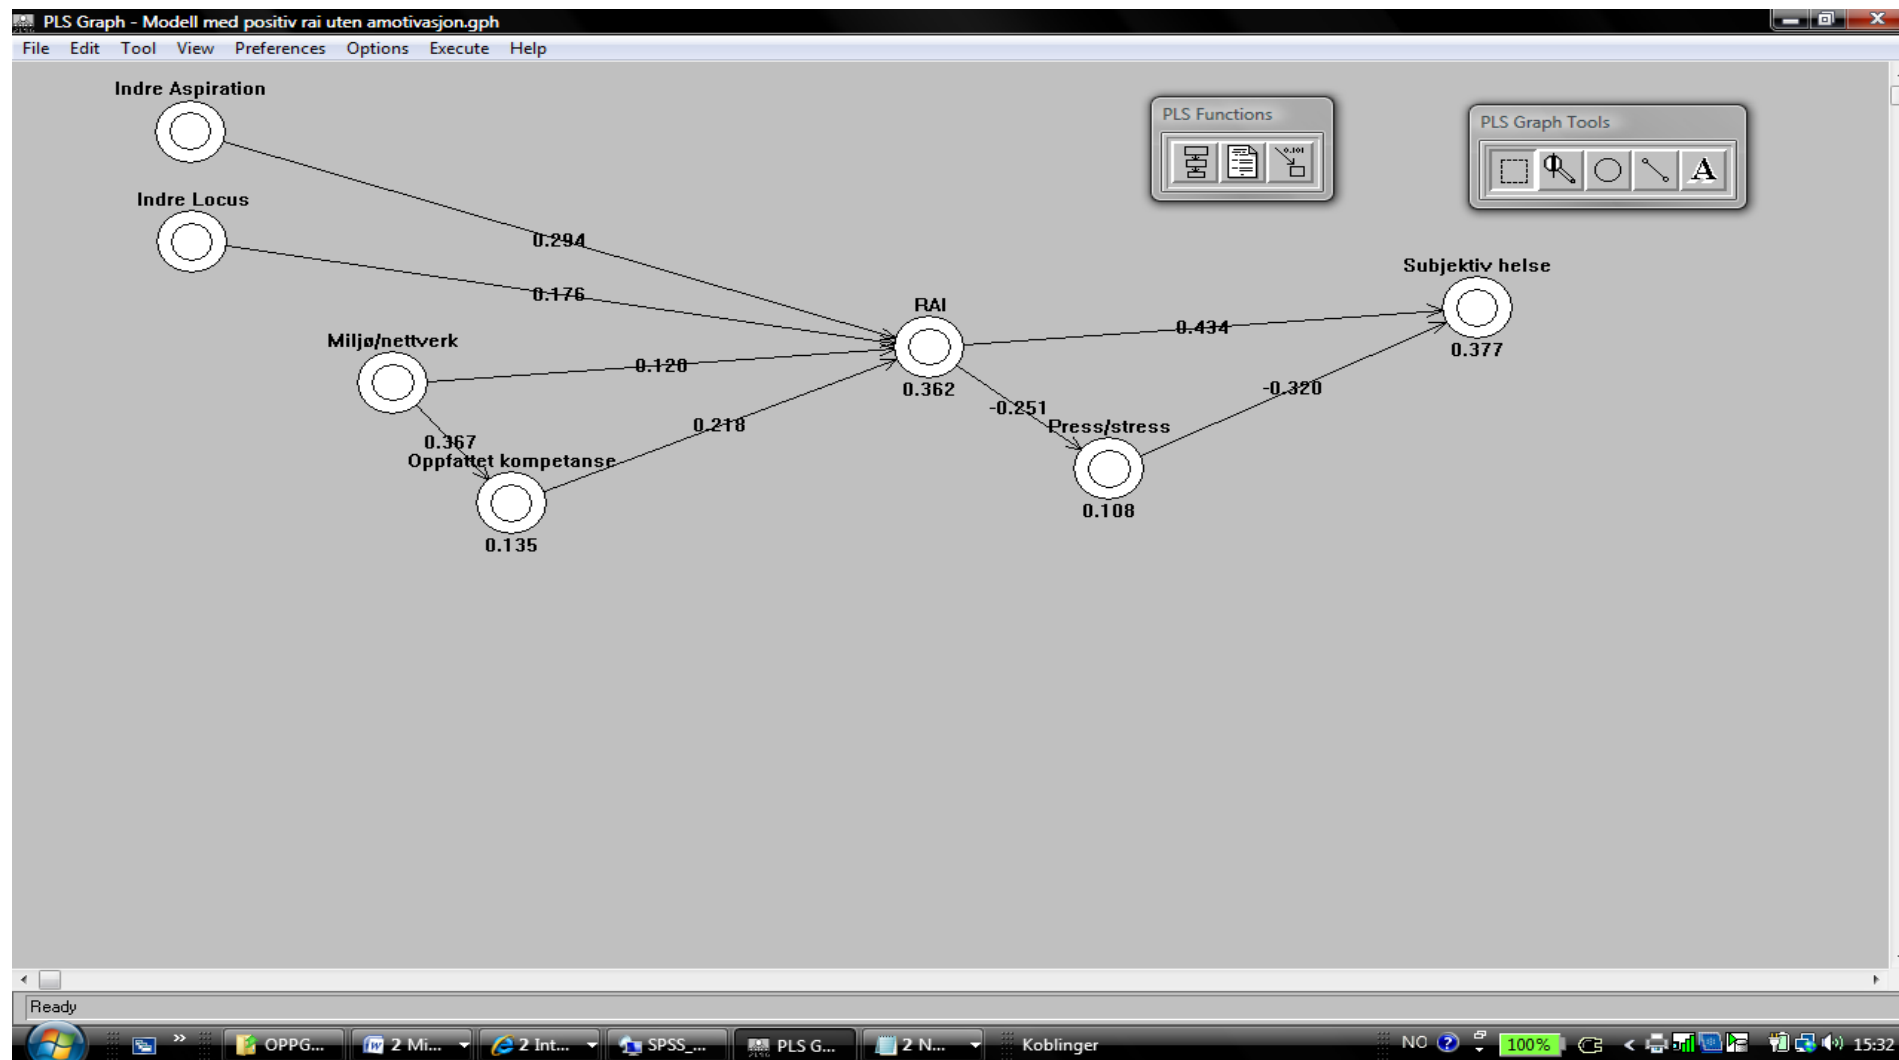 PLS Graph - Modell med positiv rai uten amotivasjon.gph
File Edit Tool View Preferences Options Execute Help
Indre Aspiration
PLS Functions
PLS Graph Tools
0.101
A
Indre Locus
0.294
Subjektiv helse
0.176
RAI
0.434
Miljø/nettverk
0.377
0.120
0.362
-0.320
-0.251
0.218
Press/stress
0.367
Oppfattet kompetanse
0.108
0.135
Ready
OPPG... 2 Mi... 2 Int... SPSS_... PLS G... 2 N... Koblinger NO 100% 15:32